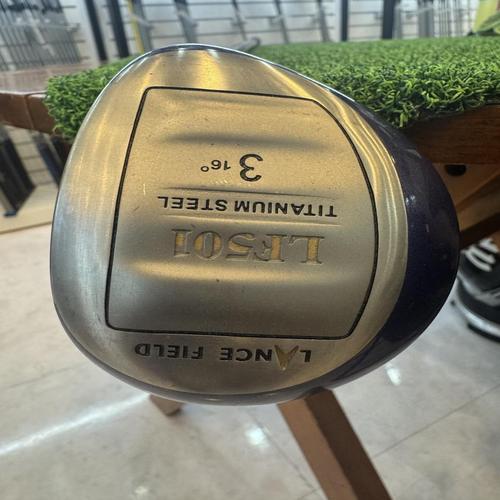 LANCE FIELD
LF501
TITANIUM STEEL
3 16°